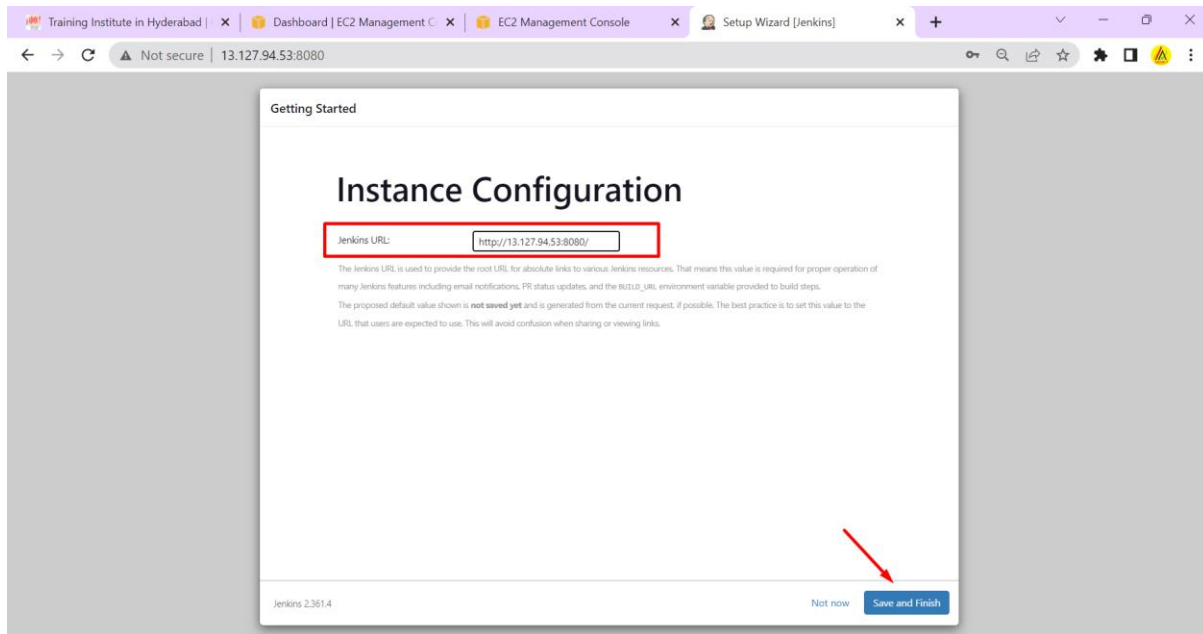 Training Institute in Hyderabad |
Dashboard | EC2 Management C
EC2 Management Console
Setup Wizard [Jenkins]
Not secure | 13.127.94.53:8080
Getting Started
Instance Configuration
Jenkins URL:
http://13.127.94.53:8080/
The Jenkins URL is used to provide the root URL for absolute links to various Jenkins resources. That means this value is required for proper operation of
many Jenkins features including email notifications, PR status updates, and the BUILD_URL environment variable provided to build steps.
The proposed default value shown is not saved yet and is generated from the current request, if possible. The best practice is to set this value to the
URL that users are expected to use. This will avoid confusion when sharing or viewing links.
Jenkins 2.361.4
Not now
Save and Finish